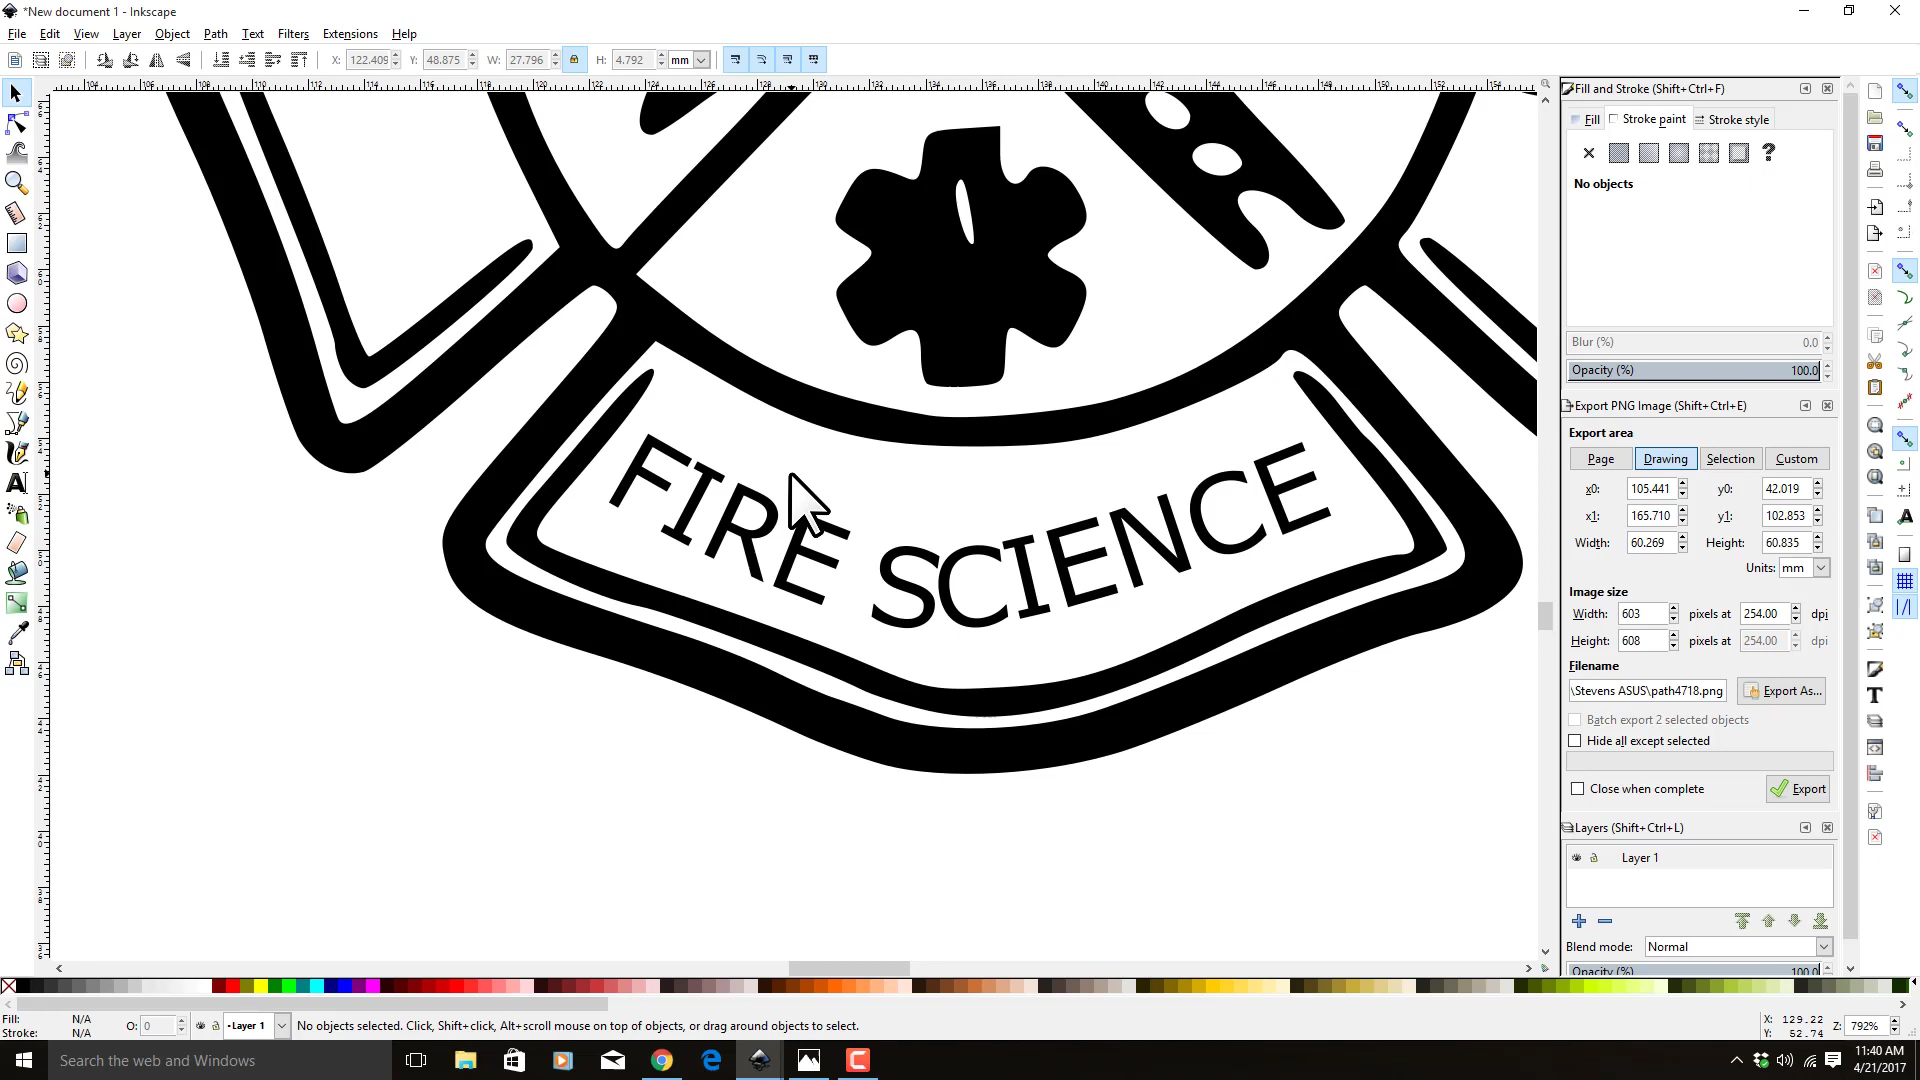 *New document 1 - Inkscape
File Edit View Layer Object Path Text Filters Extensions Help
X: 122.409 Y: 48.875 W: 27.796 H: 4.792 mm
Fill and Stroke (Shift+Ctrl+F)
Fill Stroke paint Stroke style
?
No objects
Blur (%) 0.0
Opacity (%) 100.0
Export PNG Image (Shift+Ctrl+E)
Export area
Page Drawing Selection Custom
x0: 105.441 y0: 42.019
x1: 165.710 y1: 102.853
Width: 60.269 Height: 60.835
Units: mm
Image size
Width: 603 pixels at 254.00 dpi
Height: 608 pixels at 254.00 dpi
Filename
\Stevens ASUS\path4718.png Export As...
Batch export 2 selected objects
Hide all except selected
Close when complete Export
Layers (Shift+Ctrl+L)
Layer 1
Blend mode: Normal
Opacity (%) 100.0
FIRE SCIENCE
Fill: N/A
Stroke: N/A
O: 0
Layer 1
No objects selected. Click, Shift+click, Alt+scroll mouse on top of objects, or drag around objects to select.
X: 129.22
Y: 52.74
Z: 792%
Search the web and Windows
11:40 AM
4/21/2017